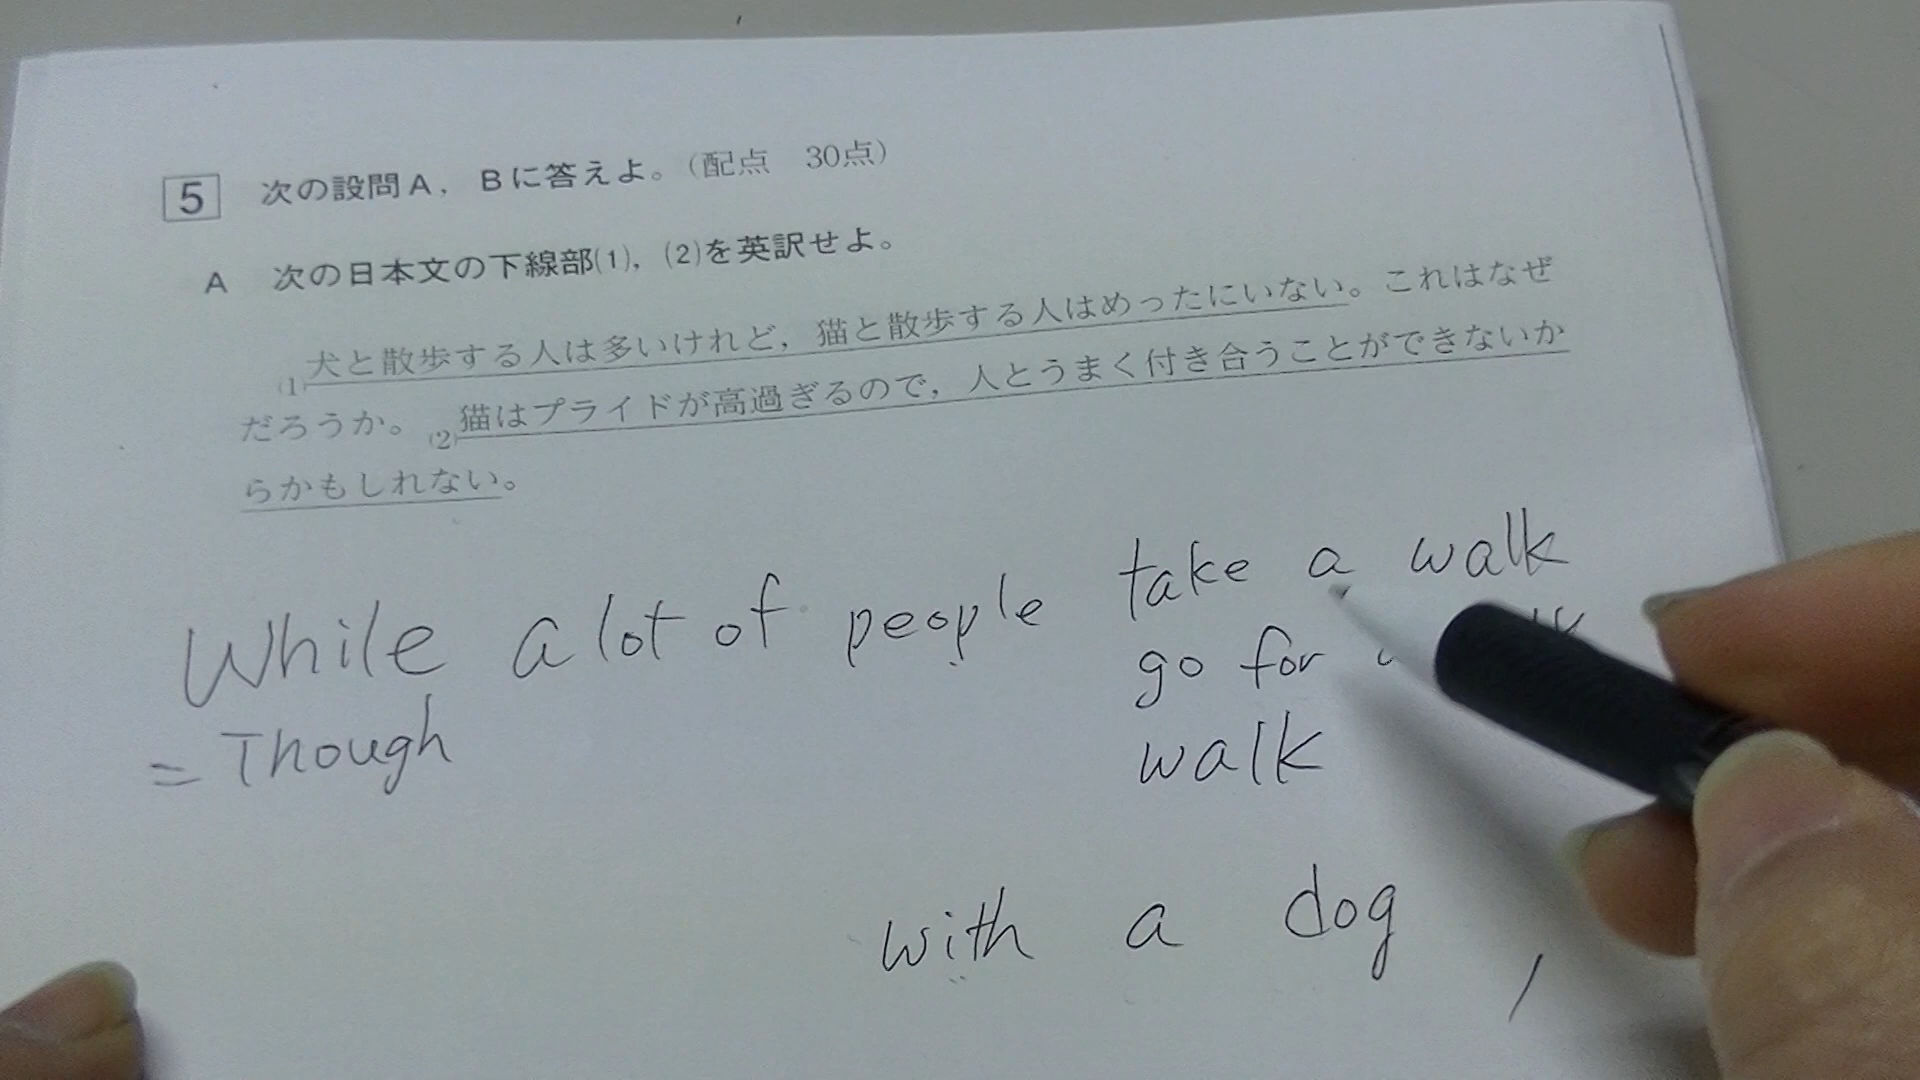 5 次の設問A, Bに答えよ。(配点 30点)
A 次の日本文の下線部(1), (2)を英訳せよ。
(1)犬と散歩する人は多いけれど, 猫と散歩する人はめったにいない。これはなぜ
だろうか。(2)猫はプライドが高過ぎるので, 人とうまく付き合うことができないか
らかもしれない。
While a lot of people take a walk
go for
= Though
walk
with a dog ,